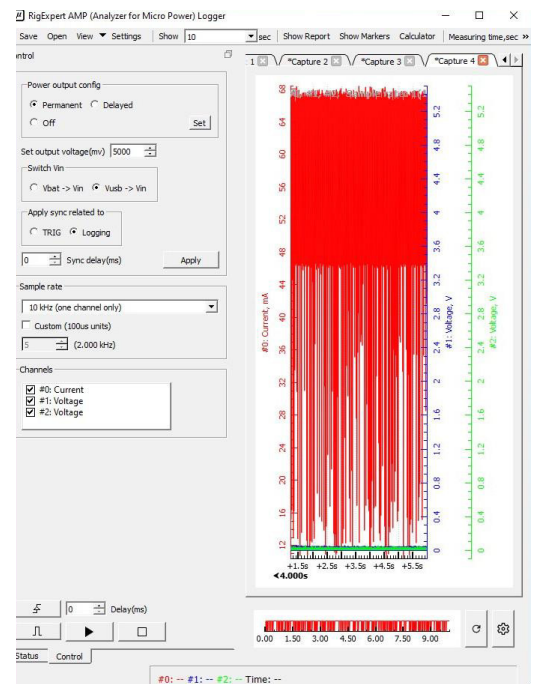 RigExpert AMP (Analyzer for Micro Power) Logger
Save Open View Settings Show 10 sec Show Report Show Markers Calculator Measuring time,sec »
ntrol
1 *Capture 2 *Capture 3 *Capture 4
Power output config
Permanent Delayed
Off Set
Set output voltage(mv) 5000
Switch Vin
Vbat -> Vin Vusb -> Vin
Apply sync related to
TRIG Logging
0 Sync delay(ms) Apply
Sample rate
10 kHz (one channel only)
Custom (100us units)
5 (2.000 kHz)
Channels
#0: Current
#1: Voltage
#2: Voltage
#0: Current, mA
68
64
60
56
52
48
44
40
36
32
28
24
20
16
12
#1: Voltage, V
5.2
4.8
4.4
4
3.6
3.2
2.8
2.4
2
1.6
1.2
0.8
0.4
0
#2: Voltage, V
5.2
4.8
4.4
4
3.6
3.2
2.8
2.4
2
1.6
1.2
0.8
0.4
0
+1.5s +2.5s +3.5s +4.5s +5.5s
4.000s
0 Delay(ms)
0.00 1.50 3.00 4.50 6.00 7.50 9.00
Status Control
#0: -- #1: -- #2: -- Time: --